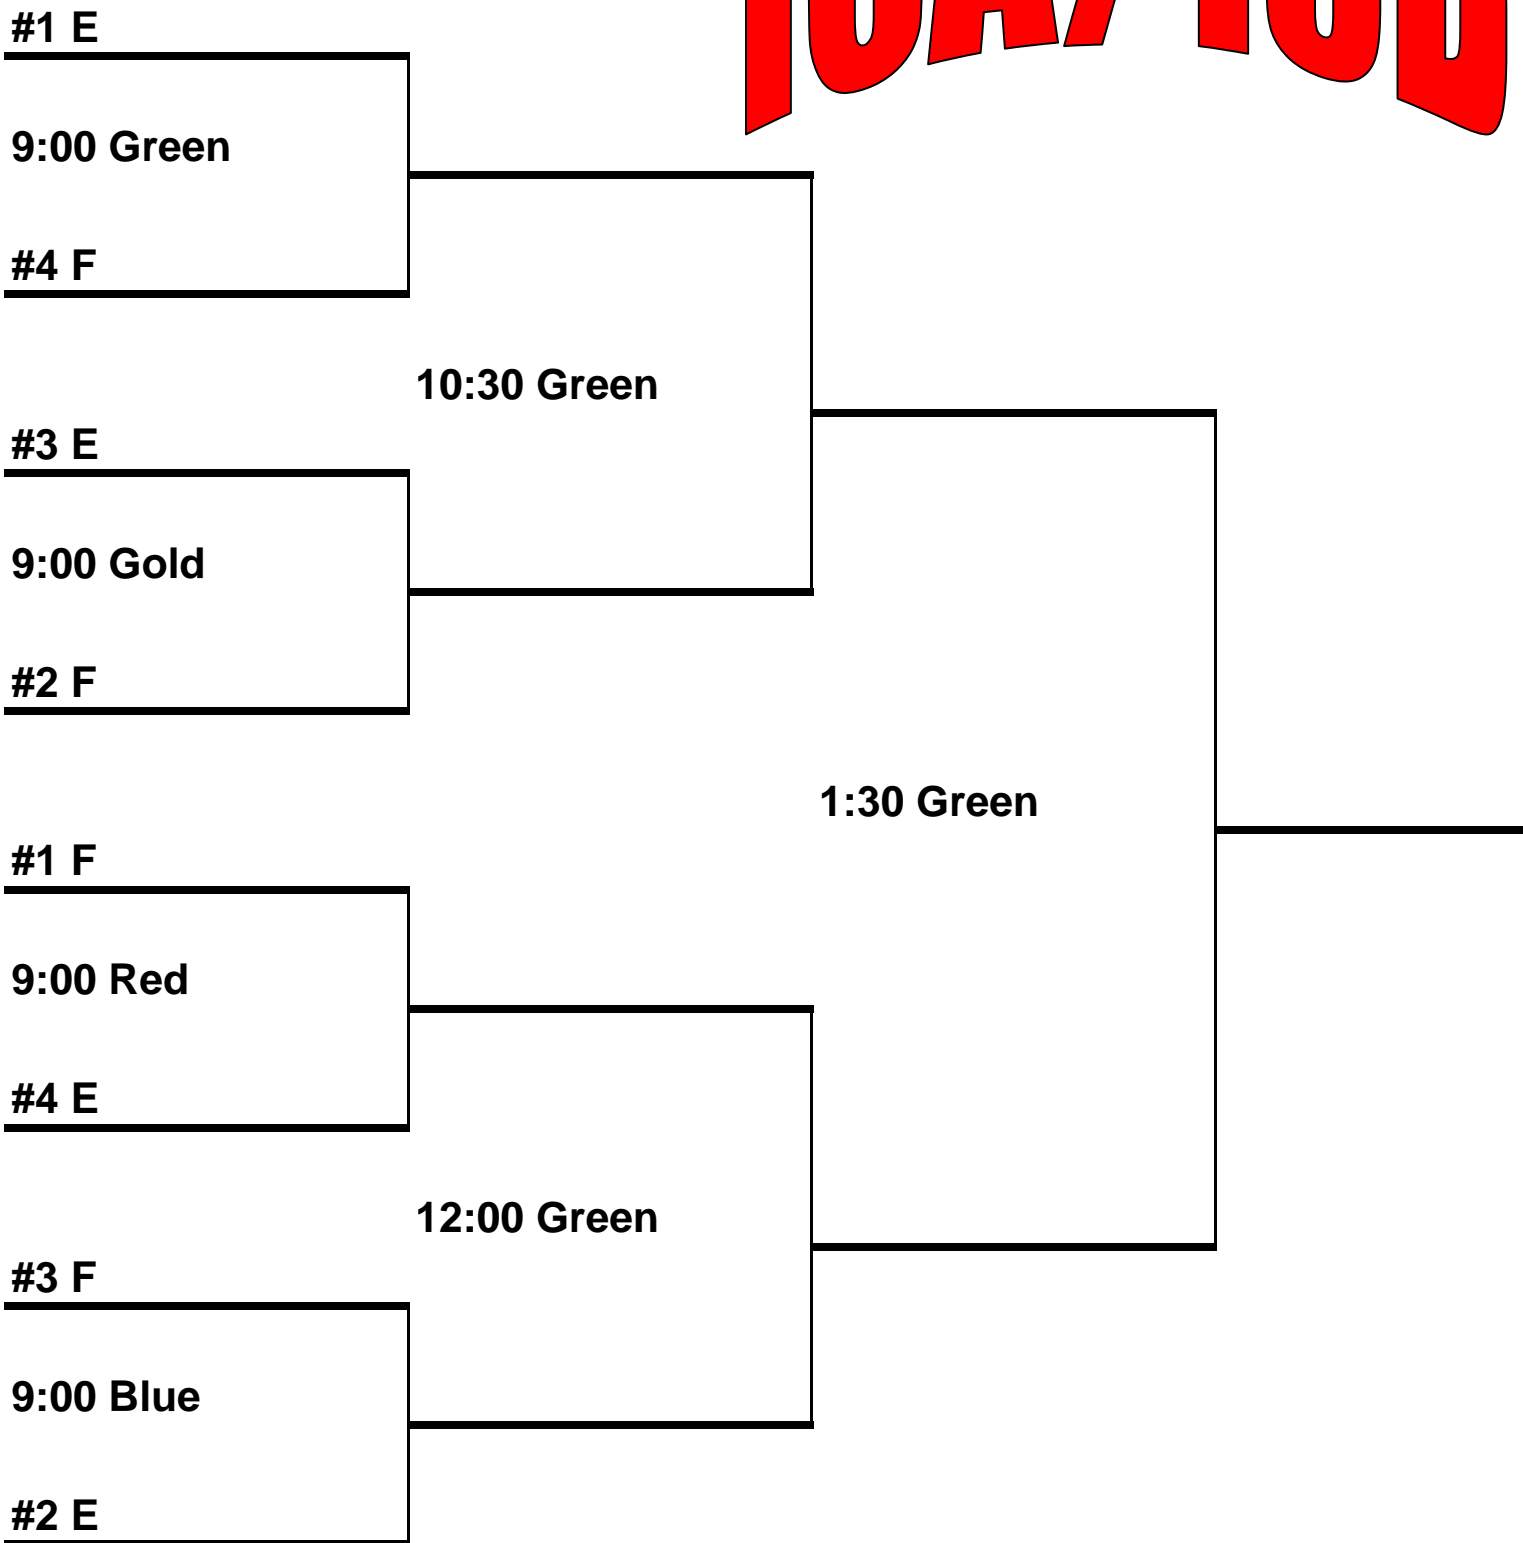 #1 E
9:00 Green
#4 F
10:30 Green
#3 E
9:00 Gold
#2 F
1:30 Green
#1 F
9:00 Red
#4 E
12:00 Green
#3 F
9:00 Blue
#2 E